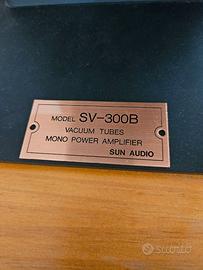 MODEL SV-300B
VACUUM TUBES
MONO POWER AMPLIFIER
SUN AUDIO
subito